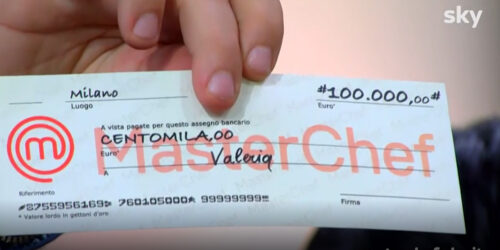 sky
Milano
#100.000,00#
Luogo
Euro*
A vista pagate per questo assegno bancario
CENTOMILA,00
Euro*
MasterChef
Valeria
A
Riferimento
Firma
#8755956169> 760105000A 99999999"
* Valore lordo in gettoni d'oro